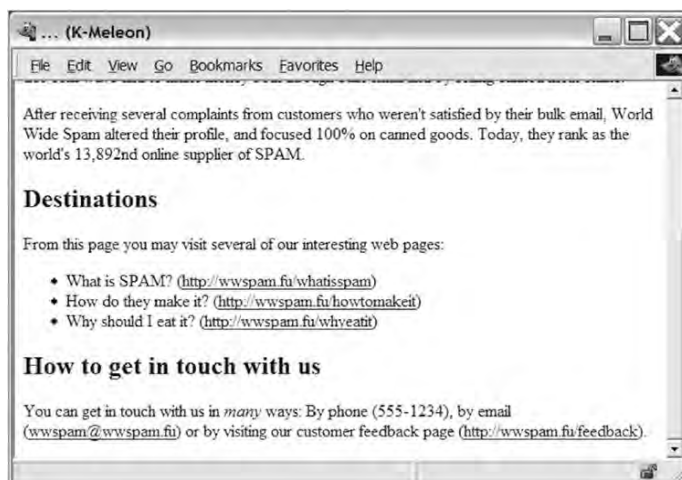 ... (K-Meleon)
File Edit View Go Bookmarks Favorites Help
After receiving several complaints from customers who weren't satisfied by their bulk email, World
Wide Spam altered their profile, and focused 100% on canned goods. Today, they rank as the
world's 13,892nd online supplier of SPAM.
Destinations
From this page you may visit several of our interesting web pages:
• What is SPAM? (http://wwspam.fu/whatisspam)
• How do they make it? (http://wwspam.fu/howtomakeit)
• Why should I eat it? (http://wwspam.fu/whyeatit)
How to get in touch with us
You can get in touch with us in many ways: By phone (555-1234), by email
(wwspam@wwspam.fu) or by visiting our customer feedback page (http://wwspam.fu/feedback).